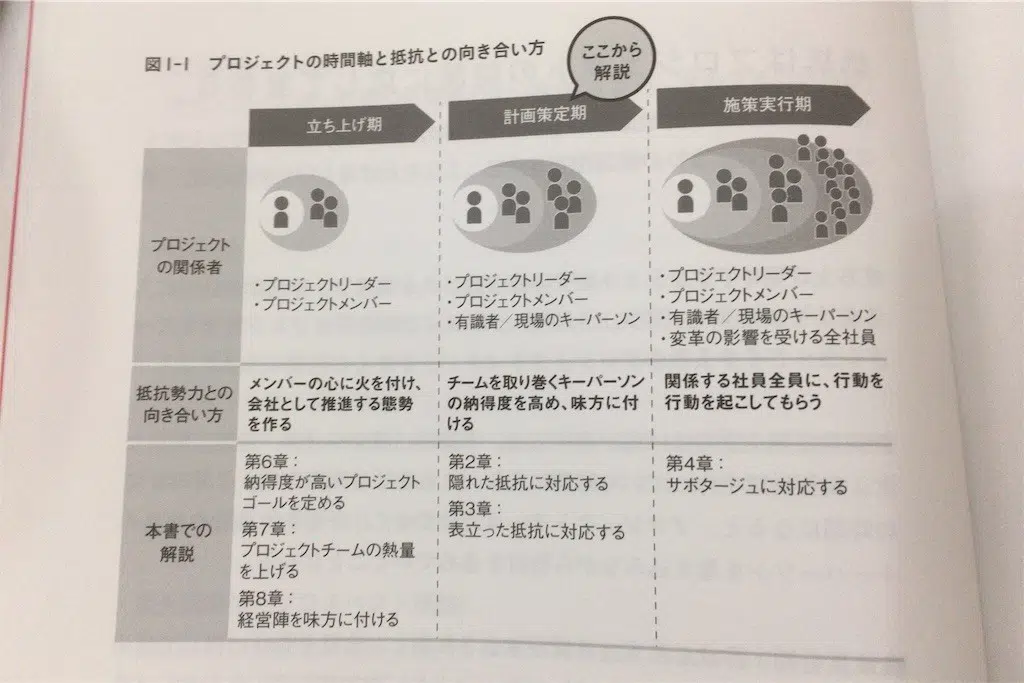 図1-1 プロジェクトの時間軸と抵抗との向き合い方
ここから
解説
立ち上げ期
計画策定期
施策実行期
プロジェクト
の関係者
・プロジェクトリーダー
・プロジェクトメンバー
・プロジェクトリーダー
・プロジェクトメンバー
・有識者／現場のキーパーソン
・プロジェクトリーダー
・プロジェクトメンバー
・有識者／現場のキーパーソン
・変革の影響を受ける全社員
抵抗勢力との
向き合い方
メンバーの心に火を付け、
会社として推進する態勢
を作る
チームを取り巻くキーパーソン
の納得度を高め、味方に付
ける
関係する社員全員に、行動を
行動を起こしてもらう
本書での
解説
第6章：
納得度が高いプロジェクト
ゴールを定める
第7章：
プロジェクトチームの熱量
を上げる
第8章：
経営陣を味方に付ける
第2章：
隠れた抵抗に対応する
第3章：
表立った抵抗に対応する
第4章：
サボタージュに対応する